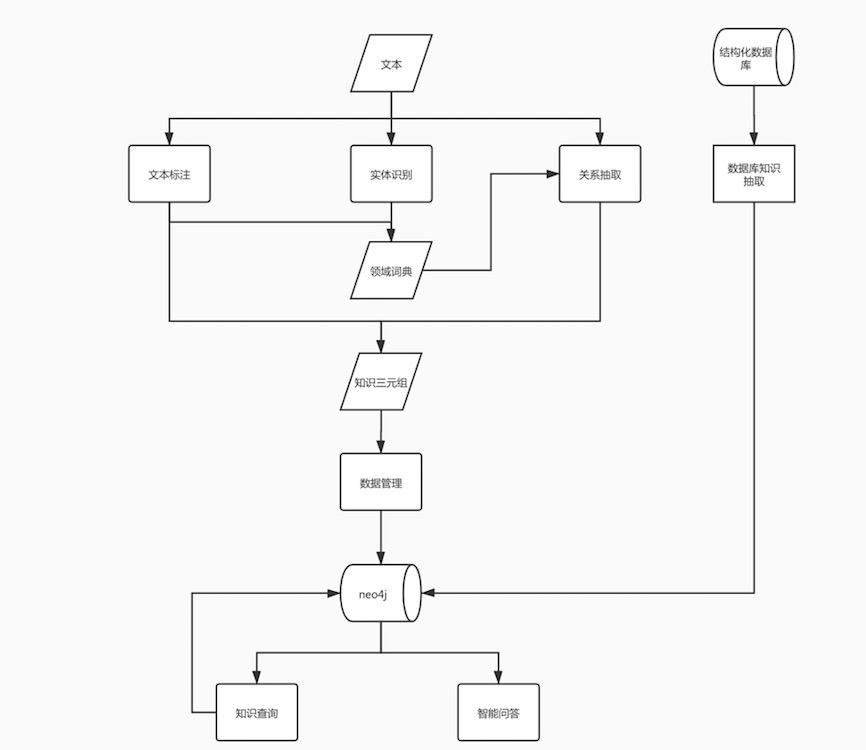 文本
结构化数据
库
文本标注
实体识别
关系抽取
数据库知识
抽取
领域词典
知识三元组
数据管理
neo4j
知识查询
智能问答